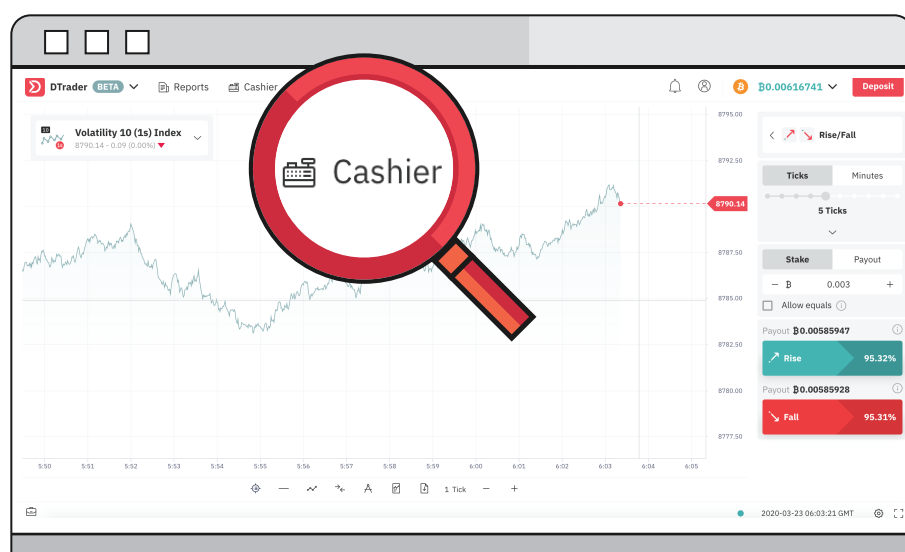 DTrader BETA Reports Cashier Ƀ0.00616741 Deposit
10 Volatility 10 (1s) Index
1s 8790.14 - 0.09 (0.00%)
Cashier
8795.00
8792.50
8790.14
8787.50
8785.00
8782.50
8780.00
8777.50
Rise/Fall
Ticks Minutes
5 Ticks
Stake Payout
− Ƀ 0.003 +
Allow equals
Payout Ƀ0.00585947
Rise 95.32%
Payout Ƀ0.00585928
Fall 95.31%
5:50 5:51 5:52 5:53 5:54 5:55 5:56 5:57 5:58 5:59 6:00 6:01 6:02 6:03 6:04 6:05
1 Tick − +
2020-03-23 06:03:21 GMT